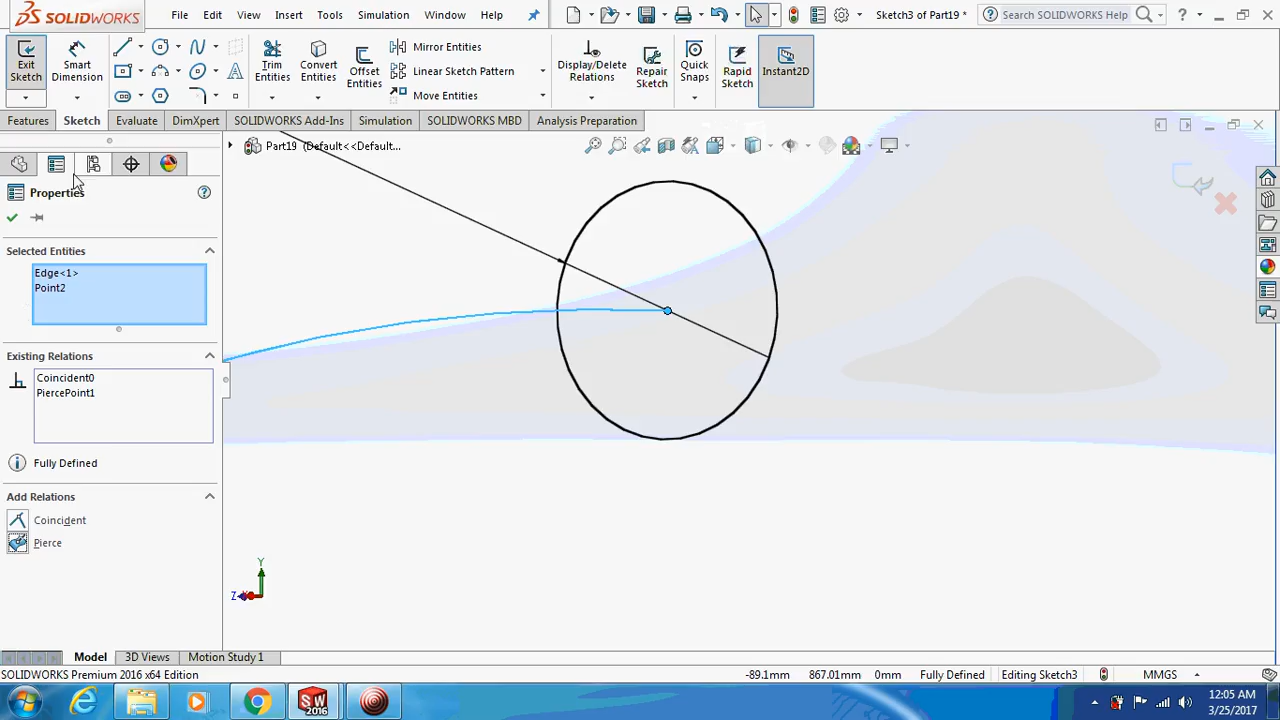 SOLIDWORKS
File Edit View Insert Tools Simulation Window Help
Sketch3 of Part19 *
Search SOLIDWORKS Help
?
Exit Sketch
Smart Dimension
Trim Entities
Convert Entities
Offset Entities
Mirror Entities
Linear Sketch Pattern
Move Entities
Display/Delete Relations
Repair Sketch
Quick Snaps
Rapid Sketch
Instant2D
Features Sketch Evaluate DimXpert SOLIDWORKS Add-Ins Simulation SOLIDWORKS MBD Analysis Preparation
Part19 (Default<<Default...
Properties
?
Selected Entities
Edge<1>
Point2
Existing Relations
Coincident0
PiercePoint1
Fully Defined
Add Relations
Coincident
Pierce
Y
Z
Model 3D Views Motion Study 1
SOLIDWORKS Premium 2016 x64 Edition
-89.1mm 867.01mm 0mm Fully Defined Editing Sketch3 MMGS
SW 2016
12:05 AM
3/25/2017